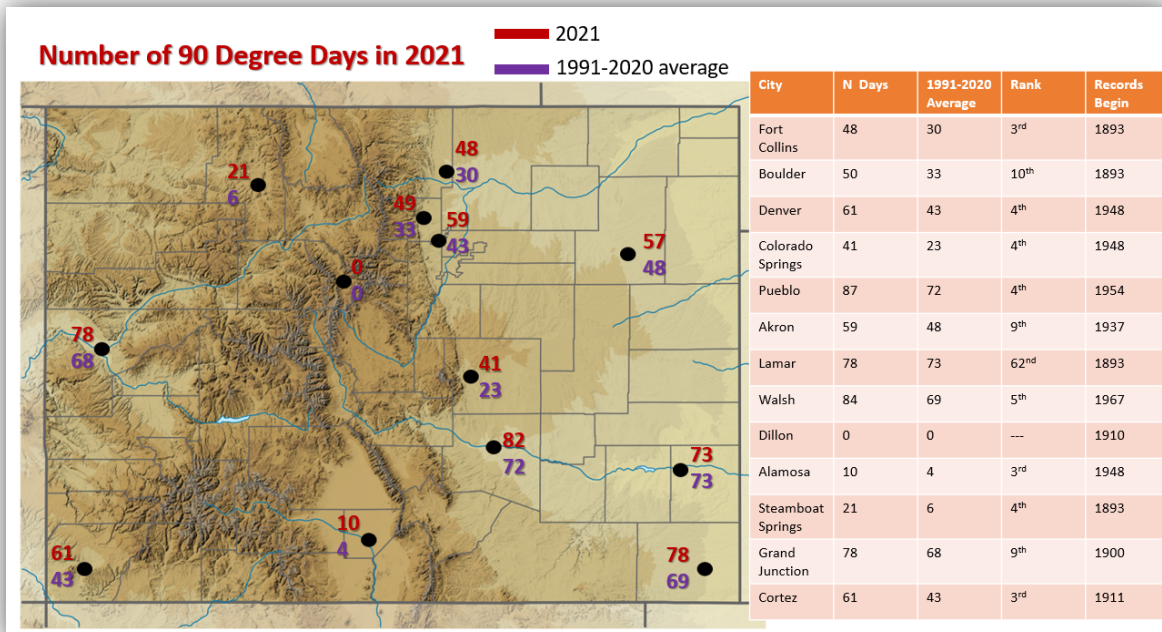 Number of 90 Degree Days in 2021
2021
1991-2020 average
48
30
21
6
49
33
59
43
57
48
0
0
78
68
41
23
82
72
73
73
10
4
61
43
78
69
City N Days 1991-2020 Average Rank Records Begin
Fort Collins 48 30 3rd 1893
Boulder 50 33 10th 1893
Denver 61 43 4th 1948
Colorado Springs 41 23 4th 1948
Pueblo 87 72 4th 1954
Akron 59 48 9th 1937
Lamar 78 73 62nd 1893
Walsh 84 69 5th 1967
Dillon 0 0 --- 1910
Alamosa 10 4 3rd 1948
Steamboat Springs 21 6 4th 1893
Grand Junction 78 68 9th 1900
Cortez 61 43 3rd 1911